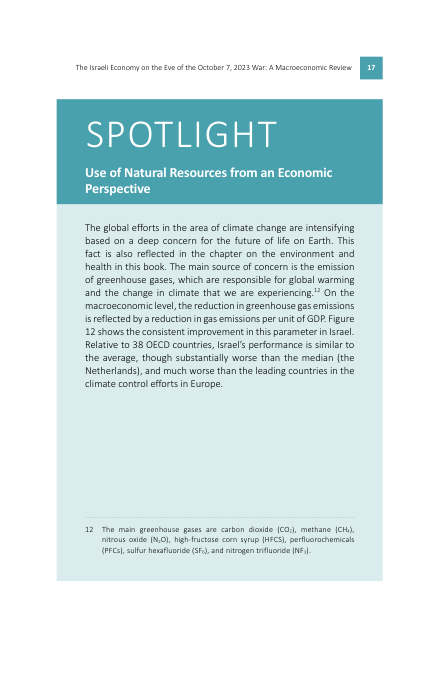 The Israeli Economy on the Eve of the October 7, 2023 War: A Macroeconomic Review 17
SPOTLIGHT
Use of Natural Resources from an Economic
Perspective
The global efforts in the area of climate change are intensifying
based on a deep concern for the future of life on Earth. This
fact is also reflected in the chapter on the environment and
health in this book. The main source of concern is the emission
of greenhouse gases, which are responsible for global warming
and the change in climate that we are experiencing.¹² On the
macroeconomic level, the reduction in greenhouse gas emissions
is reflected by a reduction in gas emissions per unit of GDP. Figure
12 shows the consistent improvement in this parameter in Israel.
Relative to 38 OECD countries, Israel's performance is similar to
the average, though substantially worse than the median (the
Netherlands), and much worse than the leading countries in the
climate control efforts in Europe.
12 The main greenhouse gases are carbon dioxide (CO₂), methane (CH₄),
nitrous oxide (N₂O), high-fructose corn syrup (HFCS), perfluorochemicals
(PFCs), sulfur hexafluoride (SF₆), and nitrogen trifluoride (NF₃).